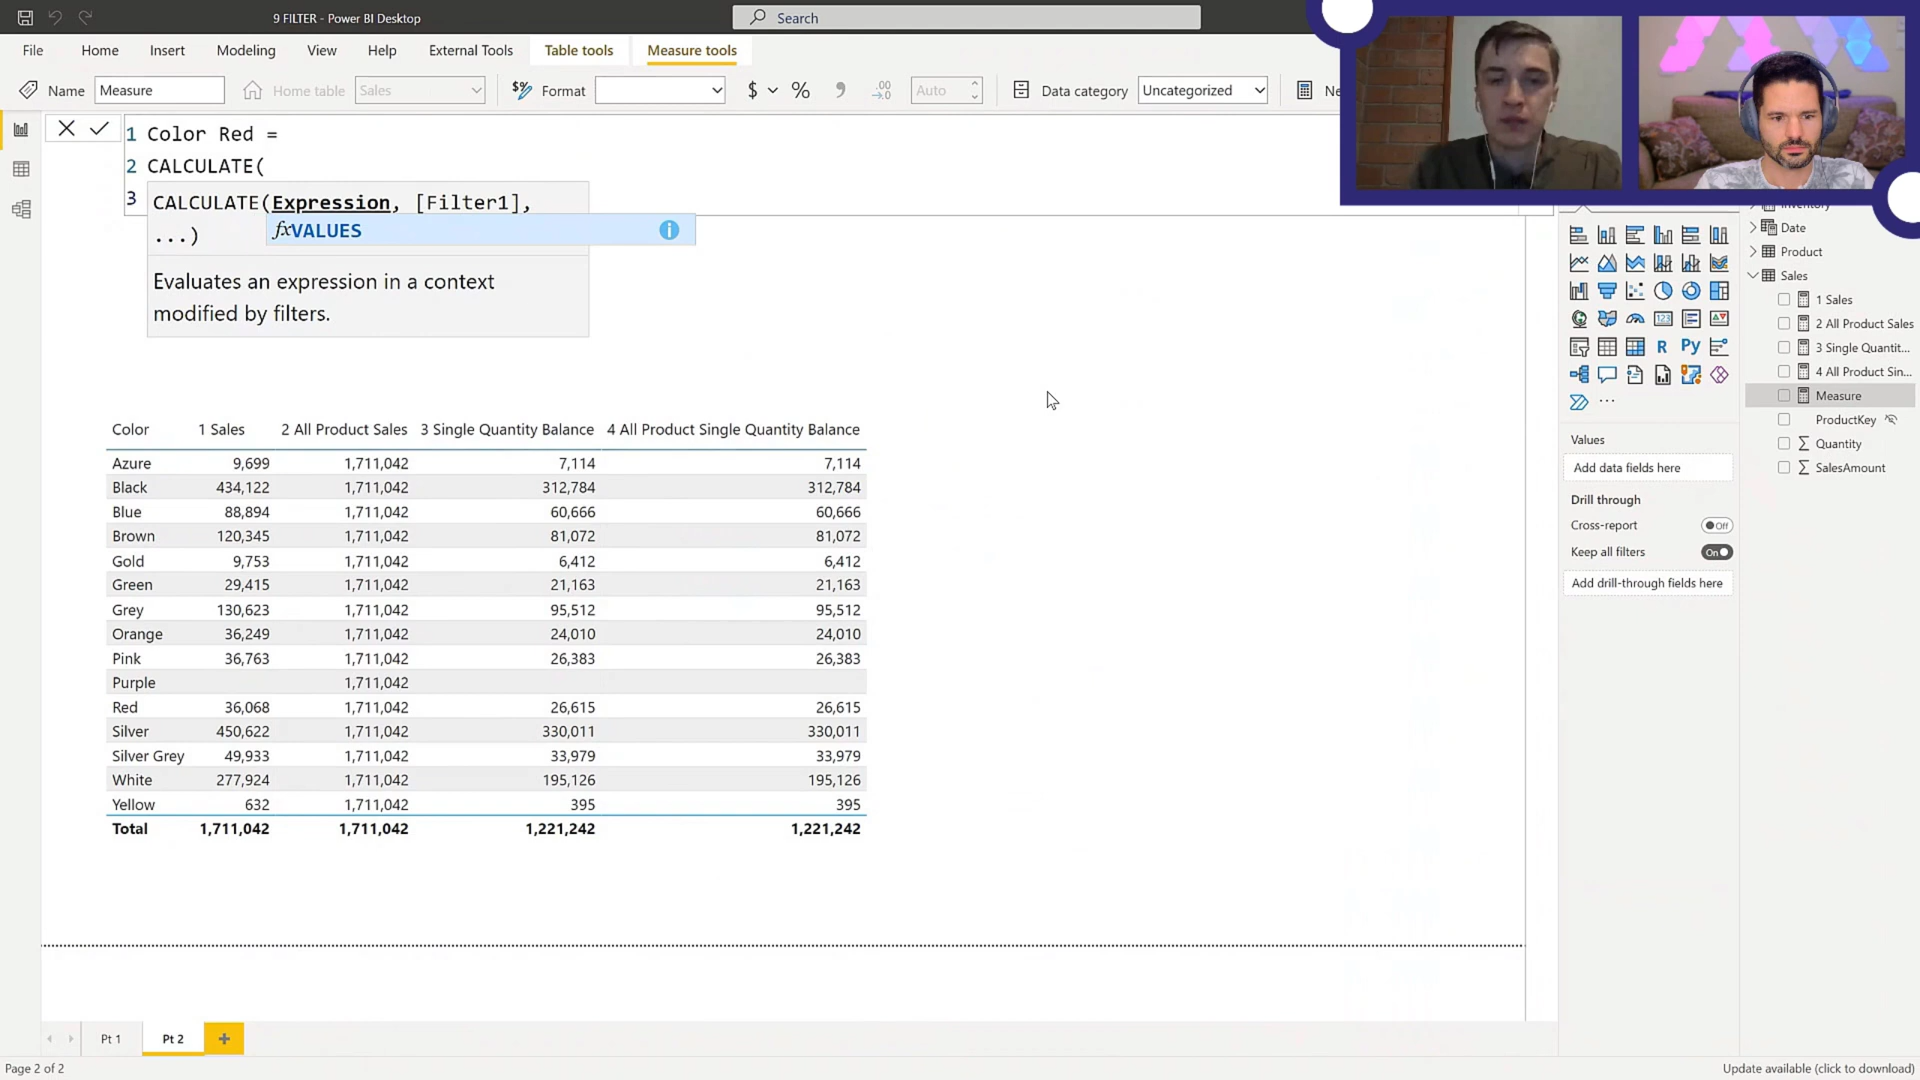 9 FILTER - Power BI Desktop
Search
File Home Insert Modeling View Help External Tools Table tools Measure tools
Name Measure Home table Sales Format $ % , .00 Auto Data category Uncategorized
1 Color Red =
2 CALCULATE(
3
CALCULATE(Expression, [Filter1],
...)
fxVALUES
Evaluates an expression in a context
modified by filters.
Color 1 Sales 2 All Product Sales 3 Single Quantity Balance 4 All Product Single Quantity Balance
Azure 9,699 1,711,042 7,114 7,114
Black 434,122 1,711,042 312,784 312,784
Blue 88,894 1,711,042 60,666 60,666
Brown 120,345 1,711,042 81,072 81,072
Gold 9,753 1,711,042 6,412 6,412
Green 29,415 1,711,042 21,163 21,163
Grey 130,623 1,711,042 95,512 95,512
Orange 36,249 1,711,042 24,010 24,010
Pink 36,763 1,711,042 26,383 26,383
Purple 1,711,042
Red 36,068 1,711,042 26,615 26,615
Silver 450,622 1,711,042 330,011 330,011
Silver Grey 49,933 1,711,042 33,979 33,979
White 277,924 1,711,042 195,126 195,126
Yellow 632 1,711,042 395 395
Total 1,711,042 1,711,042 1,221,242 1,221,242
R Py
123
...
Values
Add data fields here
Drill through
Cross-report Off
Keep all filters On
Add drill-through fields here
Date
Product
Sales
1 Sales
2 All Product Sales
3 Single Quantit...
4 All Product Sin...
Measure
ProductKey
Quantity
SalesAmount
Pt 1 Pt 2 +
Page 2 of 2
Update available (click to download)